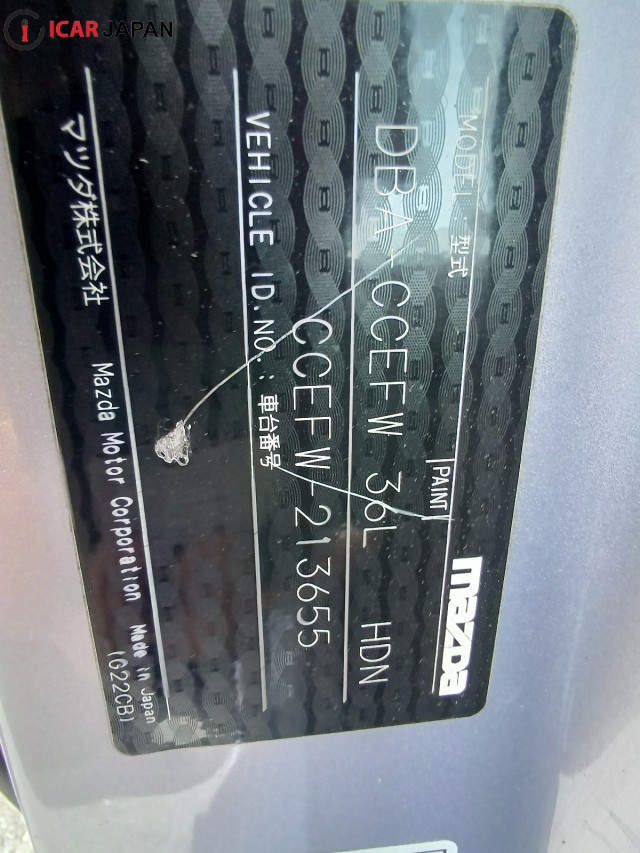 ICAR JAPAN
mazda
MODEL:型式
PAINT
DBA-CCEFW 36L HDN
VEHICLE ID.NO.:車台番号
CCEFW-213655
マツダ株式会社 Mazda Motor Corporation Made in Japan
(G22CB)